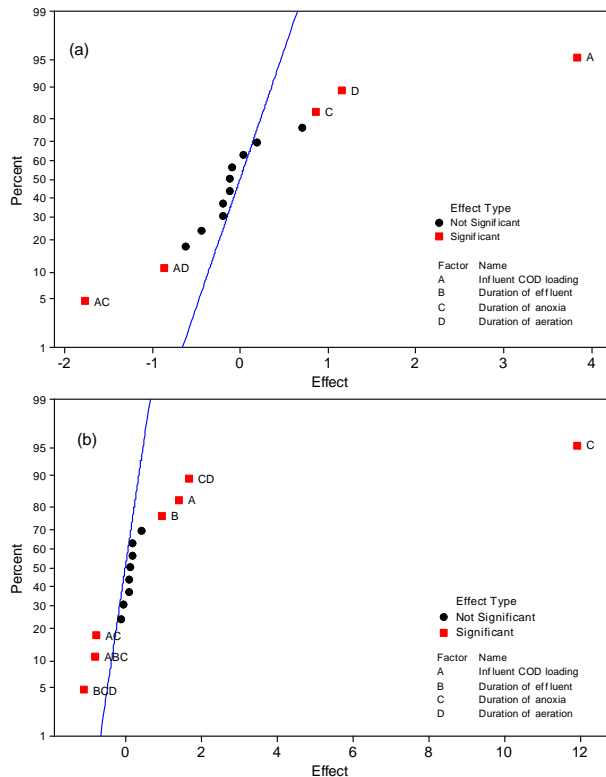 99
(a)
95
A
90
D
80
C
70
60
50
40
30
20
10
AD
5
AC
1
Percent
Effect Type
Not Significant
Significant
Factor Name
A Influent COD loading
B Duration of effluent
C Duration of anoxia
D Duration of aeration
-2 -1 0 1 2 3 4
Effect
99
(b)
95
C
90
CD
80
A
B
70
60
50
40
30
20
AC
10
ABC
5
BCD
1
Percent
Effect Type
Not Significant
Significant
Factor Name
A Influent COD loading
B Duration of effluent
C Duration of anoxia
D Duration of aeration
0 2 4 6 8 10 12
Effect